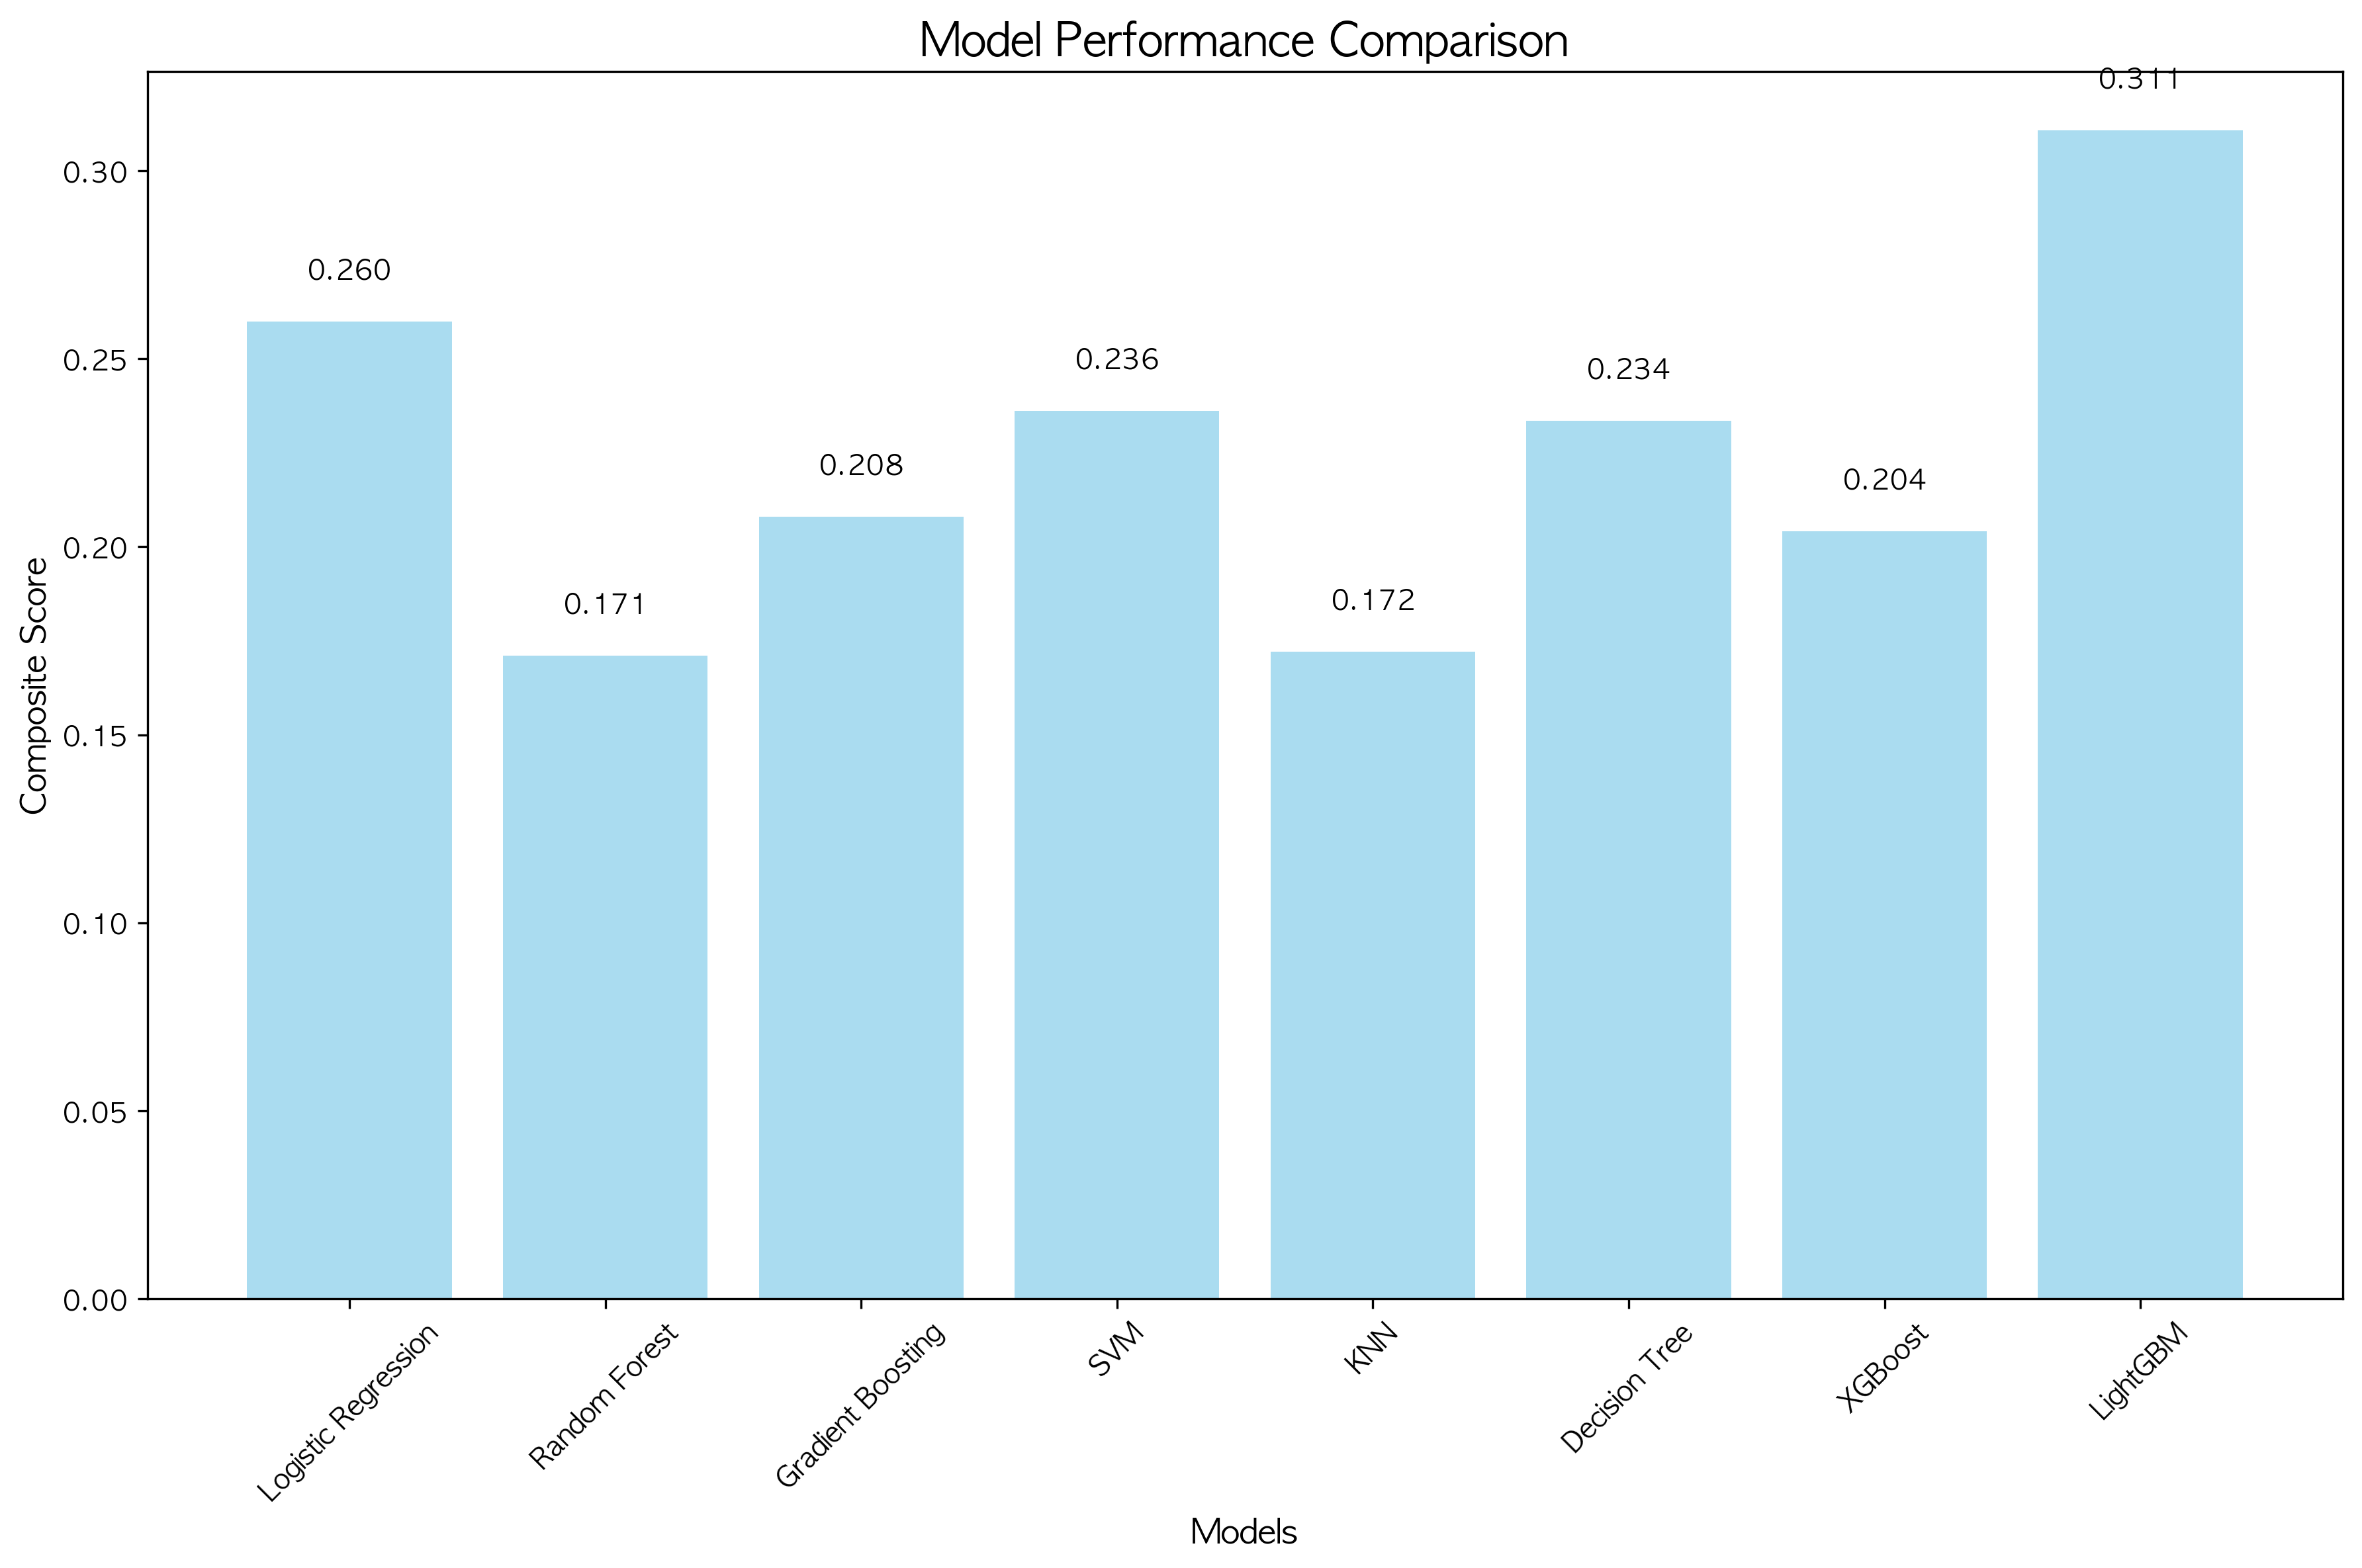 Model Performance Comparison
Composite Score
0.30
0.25
0.20
0.15
0.10
0.05
0.00
0.260
0.171
0.208
0.236
0.172
0.234
0.204
0.311
Logistic Regression
Random Forest
Gradient Boosting
SVM
KNN
Decision Tree
XGBoost
LightGBM
Models